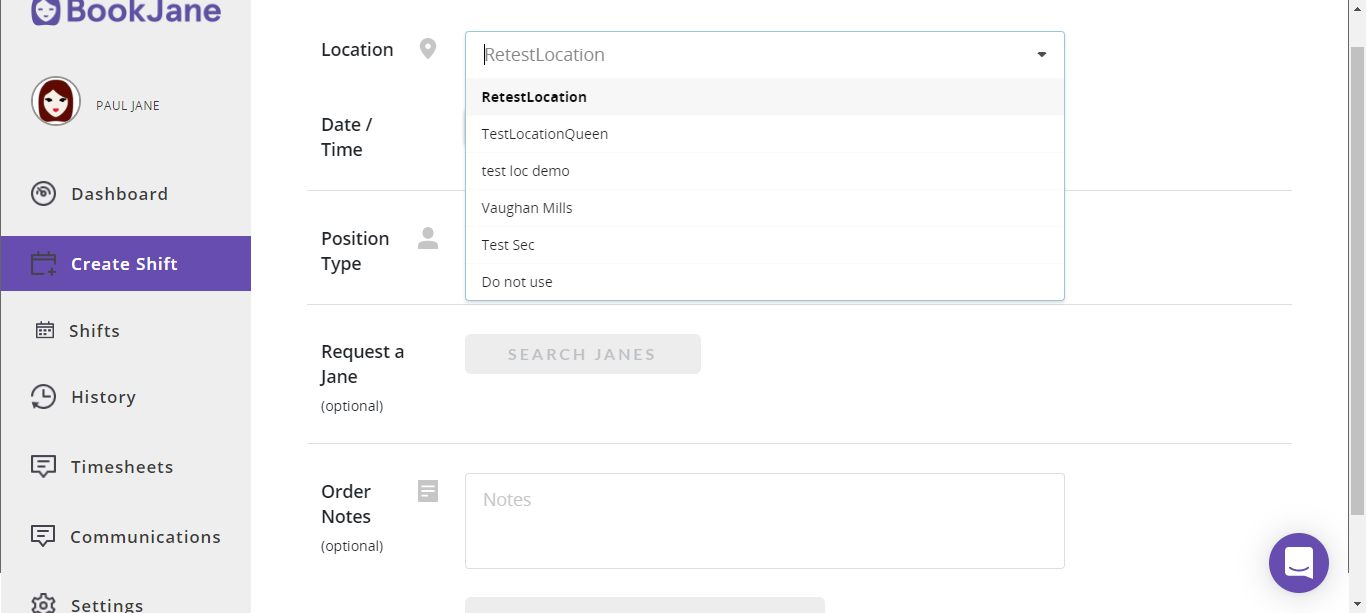 BookJane
PAUL JANE
Dashboard
Create Shift
Shifts
History
Timesheets
Communications
Settings
Location
RetestLocation
RetestLocation
TestLocationQueen
test loc demo
Vaughan Mills
Test Sec
Do not use
Date /
Time
Position
Type
Request a
Jane
(optional)
SEARCH JANES
Order
Notes
(optional)
Notes